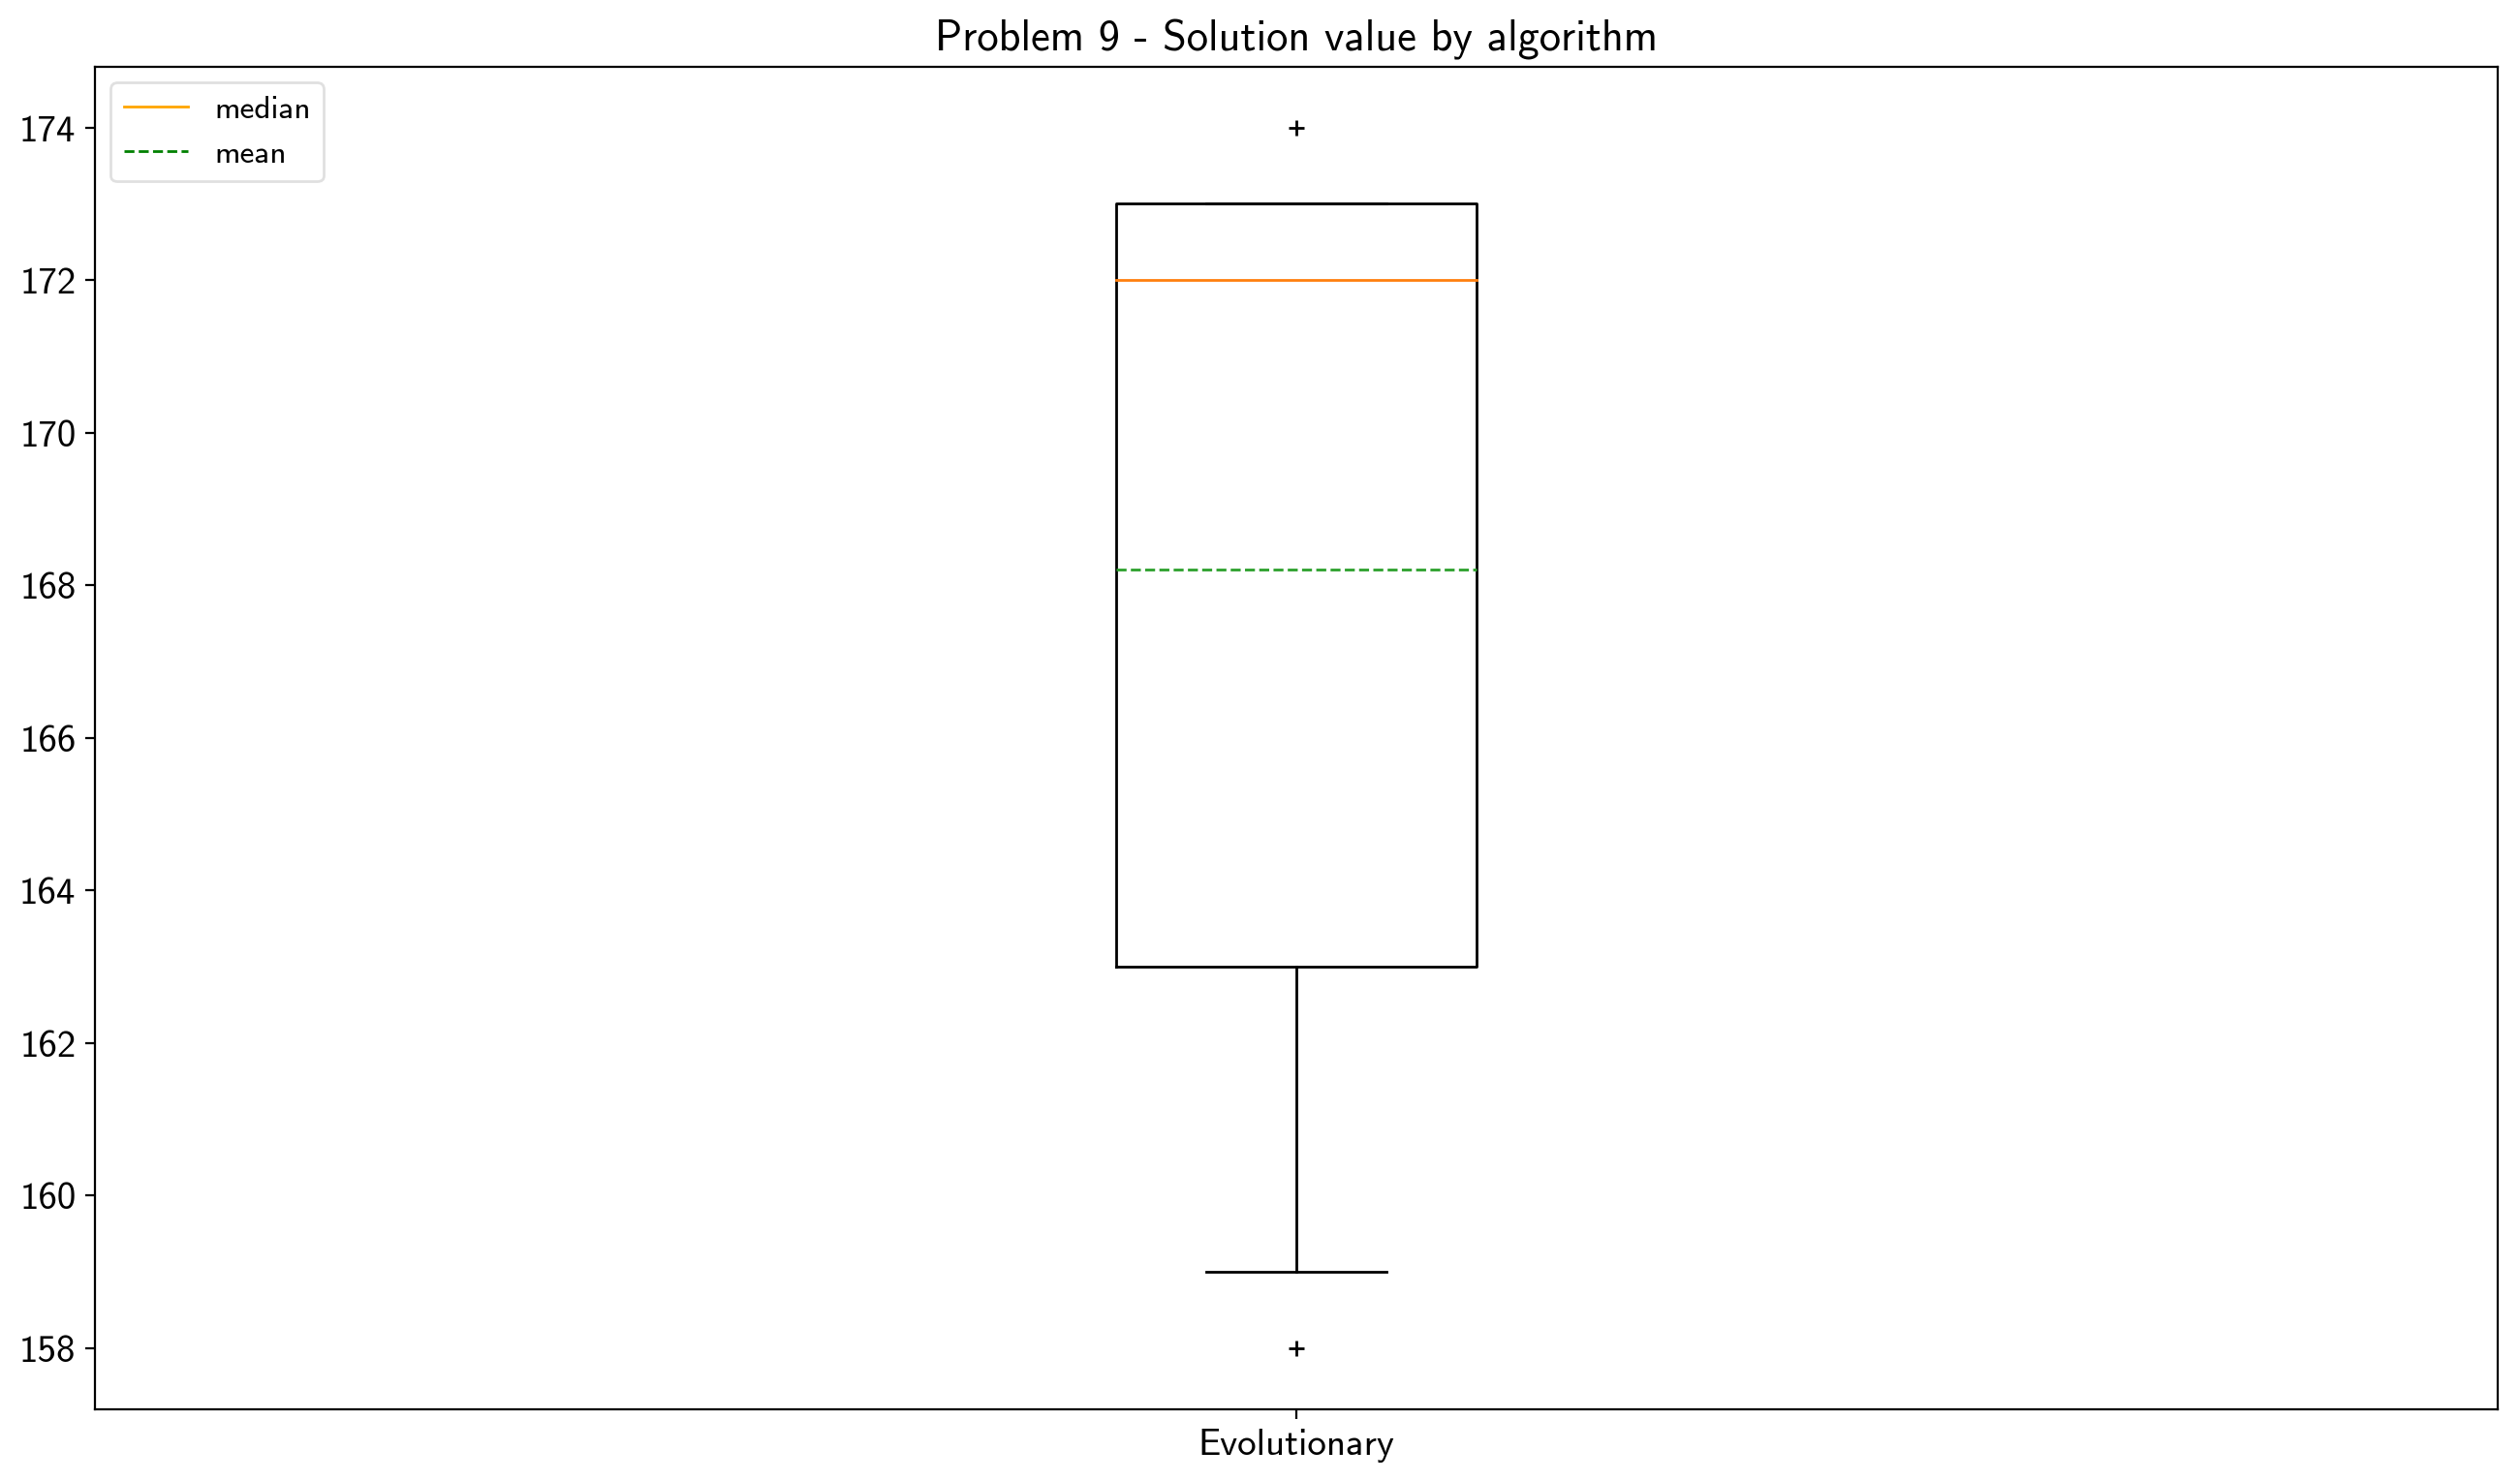 Problem 9 - Solution value by algorithm
median
mean
174
172
170
168
166
164
162
160
158
Evolutionary